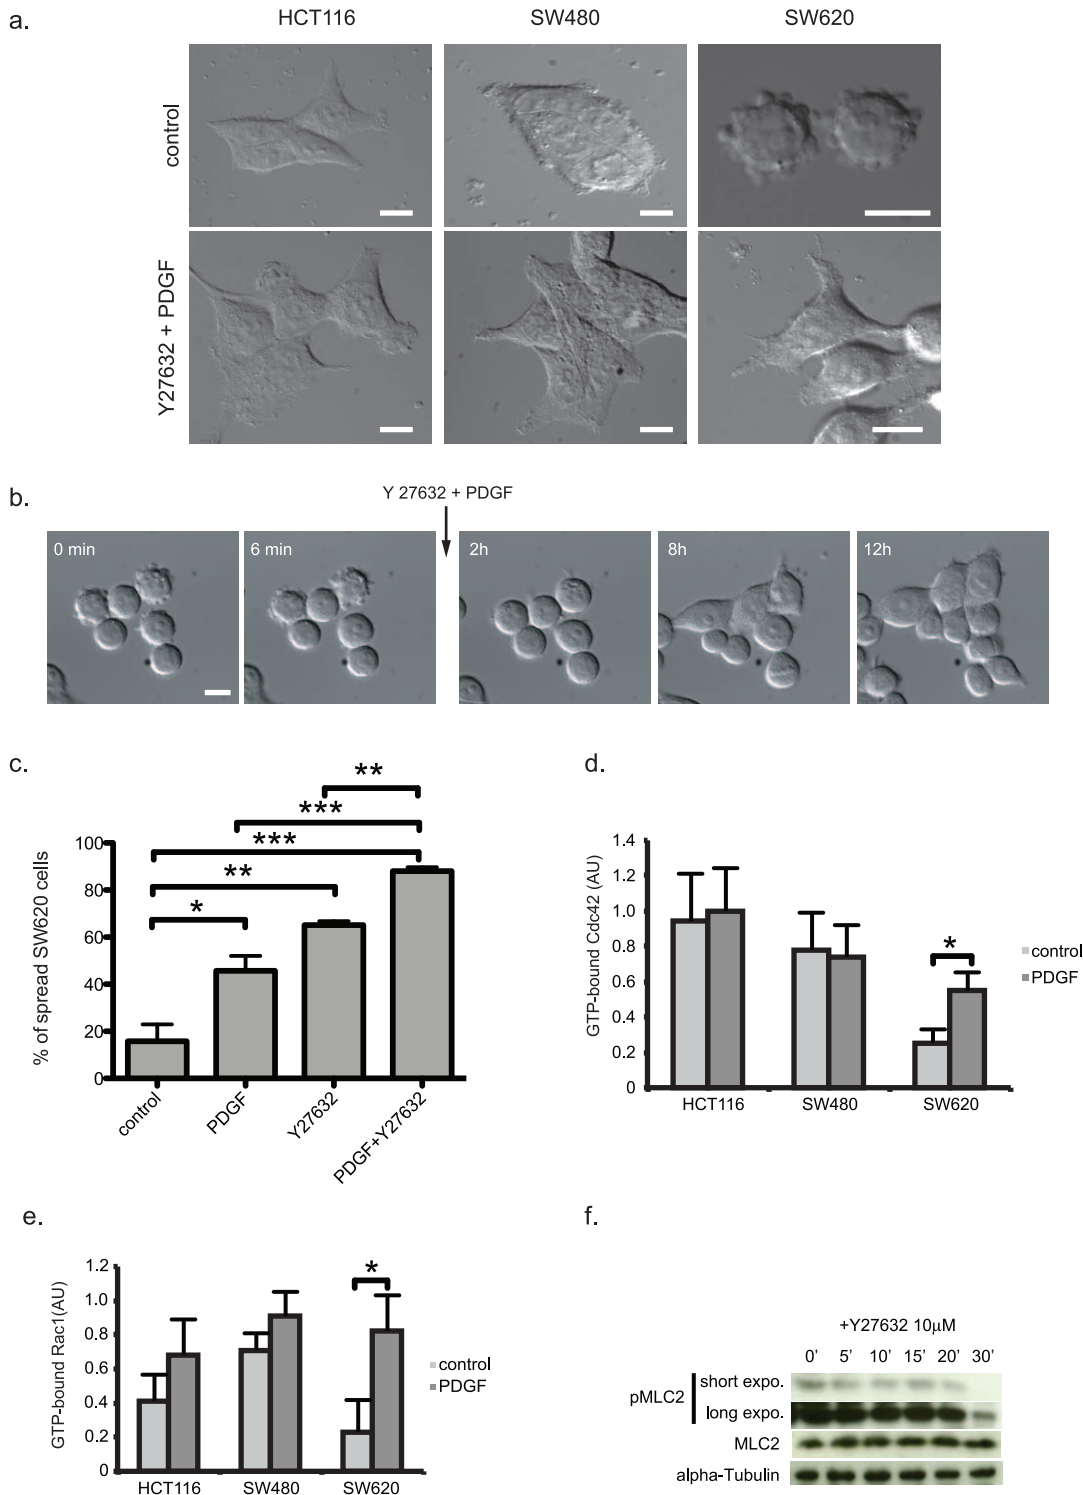 a.
HCT116 SW480 SW620
control
Y27632 + PDGF
b.
Y 27632 + PDGF
0 min 6 min 2h 8h 12h
c.
** 
***
***
**
*
% of spread SW620 cells
100
80
60
40
20
0
control PDGF Y27632 PDGF+Y27632
d.
GTP-bound Cdc42 (AU)
1.4
1.2
1.0
0.8
0.6
0.4
0.2
0
*
HCT116 SW480 SW620
control
PDGF
e.
GTP-bound Rac1(AU)
1.2
1.0
0.8
0.6
0.4
0.2
0
*
HCT116 SW480 SW620
control
PDGF
f.
+Y27632 10μM
0' 5' 10' 15' 20' 30'
pMLC2
short expo.
long expo.
MLC2
alpha-Tubulin